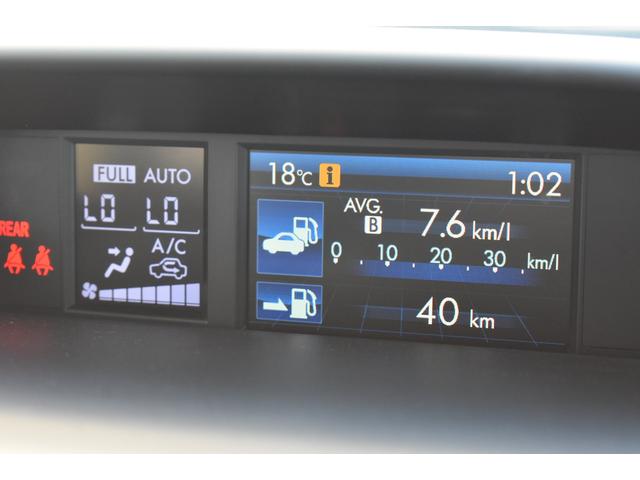 REAR
FULL AUTO
LO LO
A/C
18°C i 1:02
AVG.
B 7.6 km/l
0 10 20 30 km/l
40 km